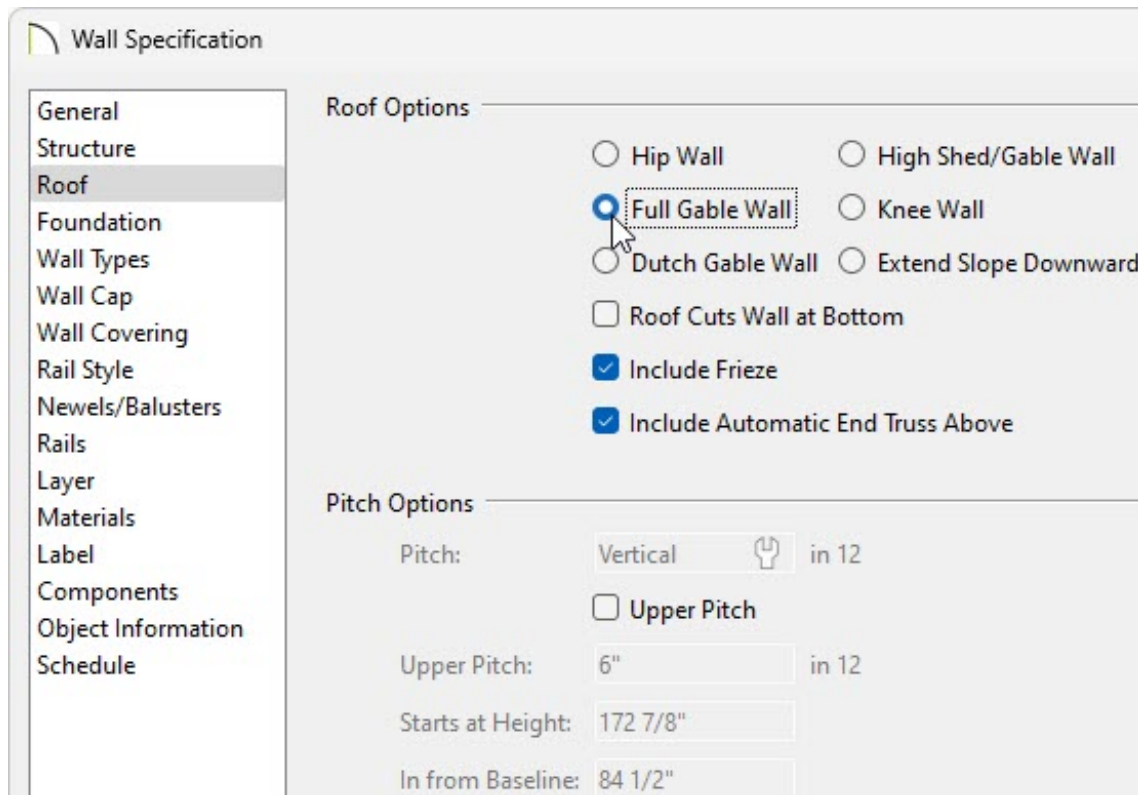 Wall Specification
General
Structure
Roof
Foundation
Wall Types
Wall Cap
Wall Covering
Rail Style
Newels/Balusters
Rails
Layer
Materials
Label
Components
Object Information
Schedule
Roof Options
Hip Wall High Shed/Gable Wall
Full Gable Wall Knee Wall
Dutch Gable Wall Extend Slope Downward
Roof Cuts Wall at Bottom
Include Frieze
Include Automatic End Truss Above
Pitch Options
Pitch: Vertical in 12
Upper Pitch
Upper Pitch: 6" in 12
Starts at Height: 172 7/8"
In from Baseline: 84 1/2"